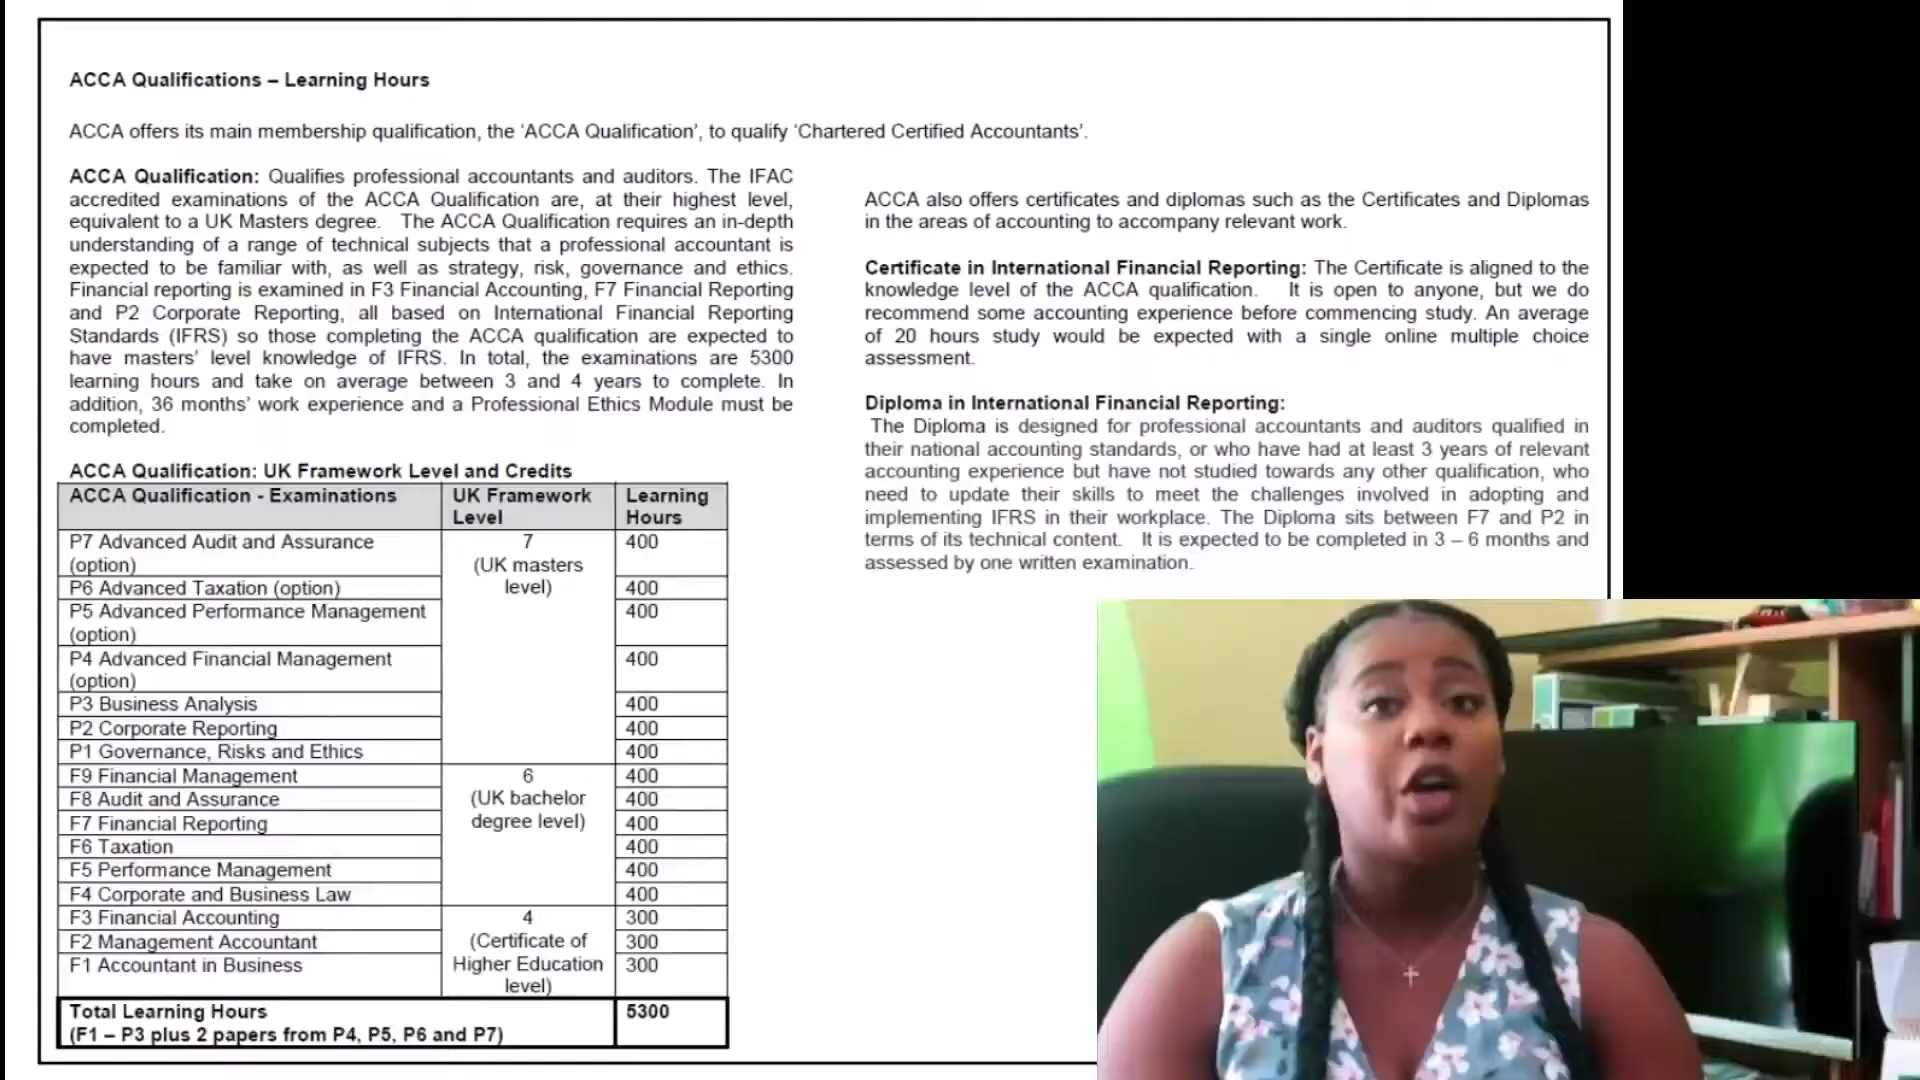 ACCA Qualifications – Learning Hours
ACCA offers its main membership qualification, the ‘ACCA Qualification’, to qualify ‘Chartered Certified Accountants’.
ACCA Qualification: Qualifies professional accountants and auditors. The IFAC
accredited examinations of the ACCA Qualification are, at their highest level,
equivalent to a UK Masters degree. The ACCA Qualification requires an in-depth
understanding of a range of technical subjects that a professional accountant is
expected to be familiar with, as well as strategy, risk, governance and ethics.
Financial reporting is examined in F3 Financial Accounting, F7 Financial Reporting
and P2 Corporate Reporting, all based on International Financial Reporting
Standards (IFRS) so those completing the ACCA qualification are expected to
have masters’ level knowledge of IFRS. In total, the examinations are 5300
learning hours and take on average between 3 and 4 years to complete. In
addition, 36 months’ work experience and a Professional Ethics Module must be
completed.
ACCA Qualification: UK Framework Level and Credits
ACCA Qualification - Examinations
UK Framework
Level
Learning
Hours
P7 Advanced Audit and Assurance
(option)
7
(UK masters
level)
400
P6 Advanced Taxation (option)
400
P5 Advanced Performance Management
(option)
400
P4 Advanced Financial Management
(option)
400
P3 Business Analysis
400
P2 Corporate Reporting
400
P1 Governance, Risks and Ethics
400
F9 Financial Management
6
(UK bachelor
degree level)
400
F8 Audit and Assurance
400
F7 Financial Reporting
400
F6 Taxation
400
F5 Performance Management
400
F4 Corporate and Business Law
400
F3 Financial Accounting
4
(Certificate of
Higher Education
level)
300
F2 Management Accountant
300
F1 Accountant in Business
300
Total Learning Hours
(F1 – P3 plus 2 papers from P4, P5, P6 and P7)
5300
ACCA also offers certificates and diplomas such as the Certificates and Diplomas
in the areas of accounting to accompany relevant work.
Certificate in International Financial Reporting: The Certificate is aligned to the
knowledge level of the ACCA qualification. It is open to anyone, but we do
recommend some accounting experience before commencing study. An average
of 20 hours study would be expected with a single online multiple choice
assessment.
Diploma in International Financial Reporting:
The Diploma is designed for professional accountants and auditors qualified in
their national accounting standards, or who have had at least 3 years of relevant
accounting experience but have not studied towards any other qualification, who
need to update their skills to meet the challenges involved in adopting and
implementing IFRS in their workplace. The Diploma sits between F7 and P2 in
terms of its technical content. It is expected to be completed in 3 – 6 months and
assessed by one written examination.